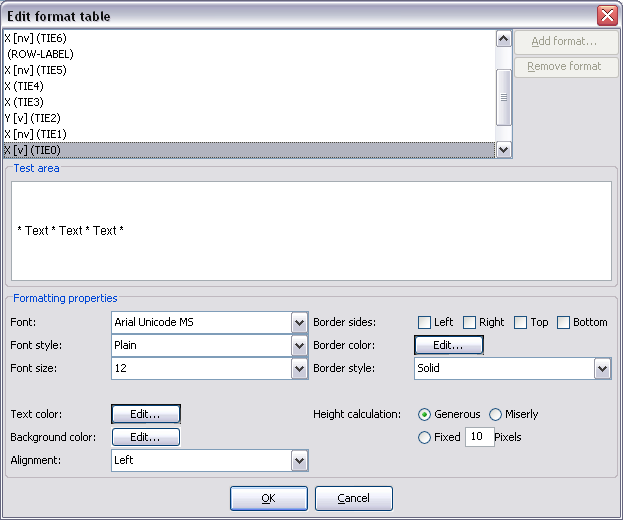 Edit format table
X [nv] (TIE6)
(ROW-LABEL)
X [nv] (TIE5)
X (TIE4)
X (TIE3)
Y [v] (TIE2)
X [nv] (TIE1)
X [v] (TIE0)
Add format...
Remove format
Test area
* Text * Text * Text *
Formatting properties
Font: Arial Unicode MS Border sides: Left Right Top Bottom
Font style: Plain Border color: Edit...
Font size: 12 Border style: Solid
Text color: Edit... Height calculation: Generous Miserly
Background color: Edit... Fixed 10 Pixels
Alignment: Left
OK Cancel